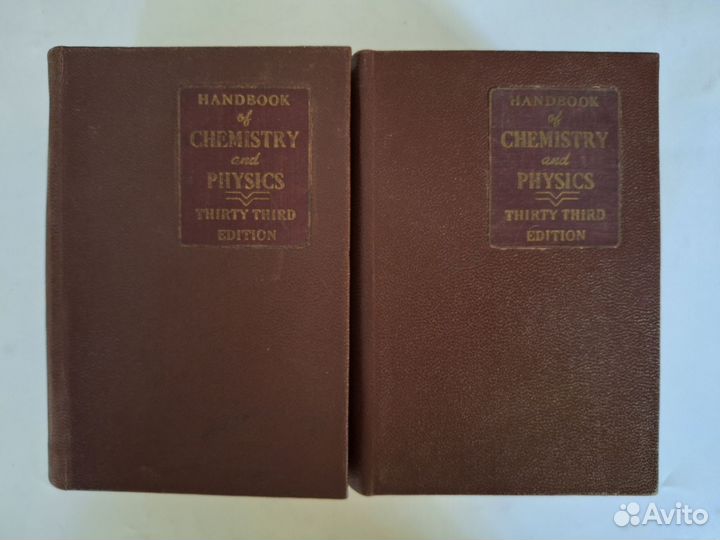 HANDBOOK
of
CHEMISTRY
and
PHYSICS
THIRTY THIRD
EDITION
HANDBOOK
of
CHEMISTRY
and
PHYSICS
THIRTY THIRD
EDITION
Avito